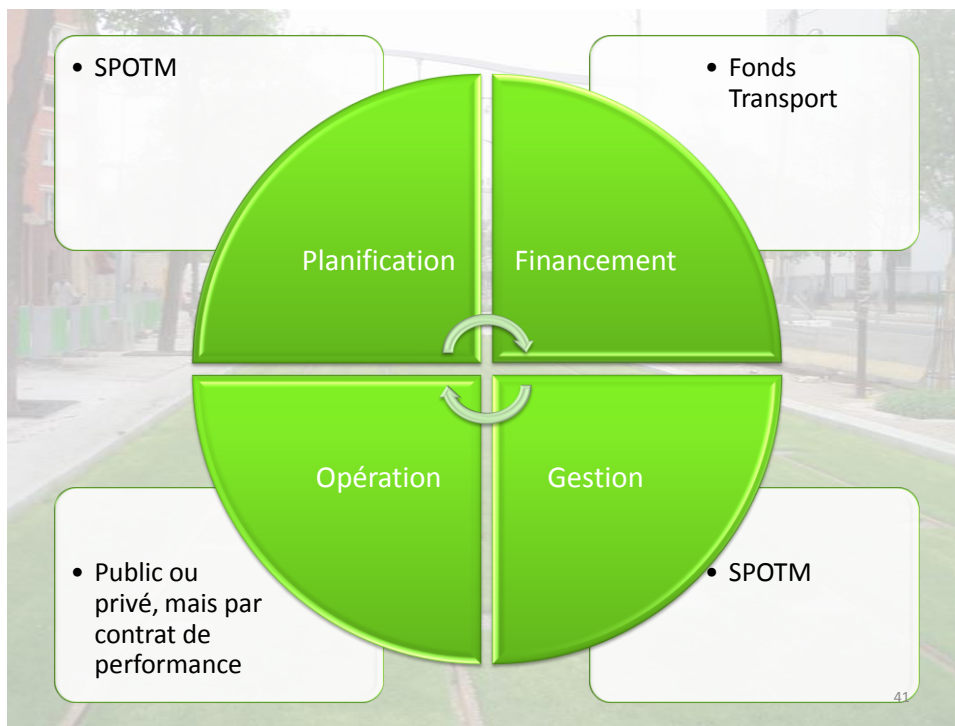 • SPOTM
• Fonds
Transport
Planification
Financement
Opération
Gestion
• Public ou
privé, mais par
contrat de
performance
• SPOTM
41